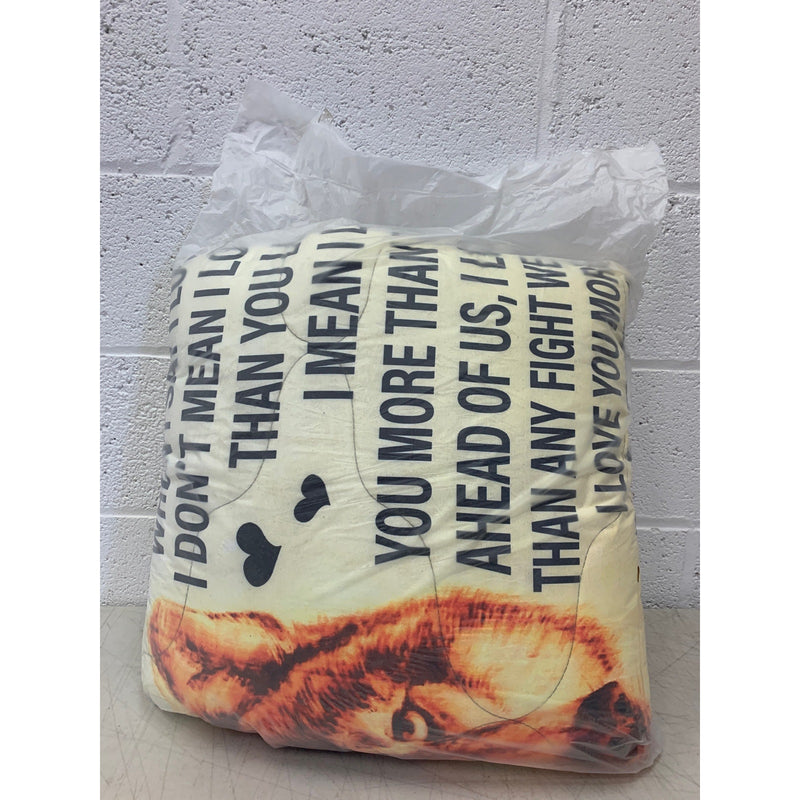 I DON'T MEAN I LO
THAN YOU L
I MEAN I
YOU MORE THAN
AHEAD OF US, I L
THAN ANY FIGHT WE
I LOVE YOU MOR